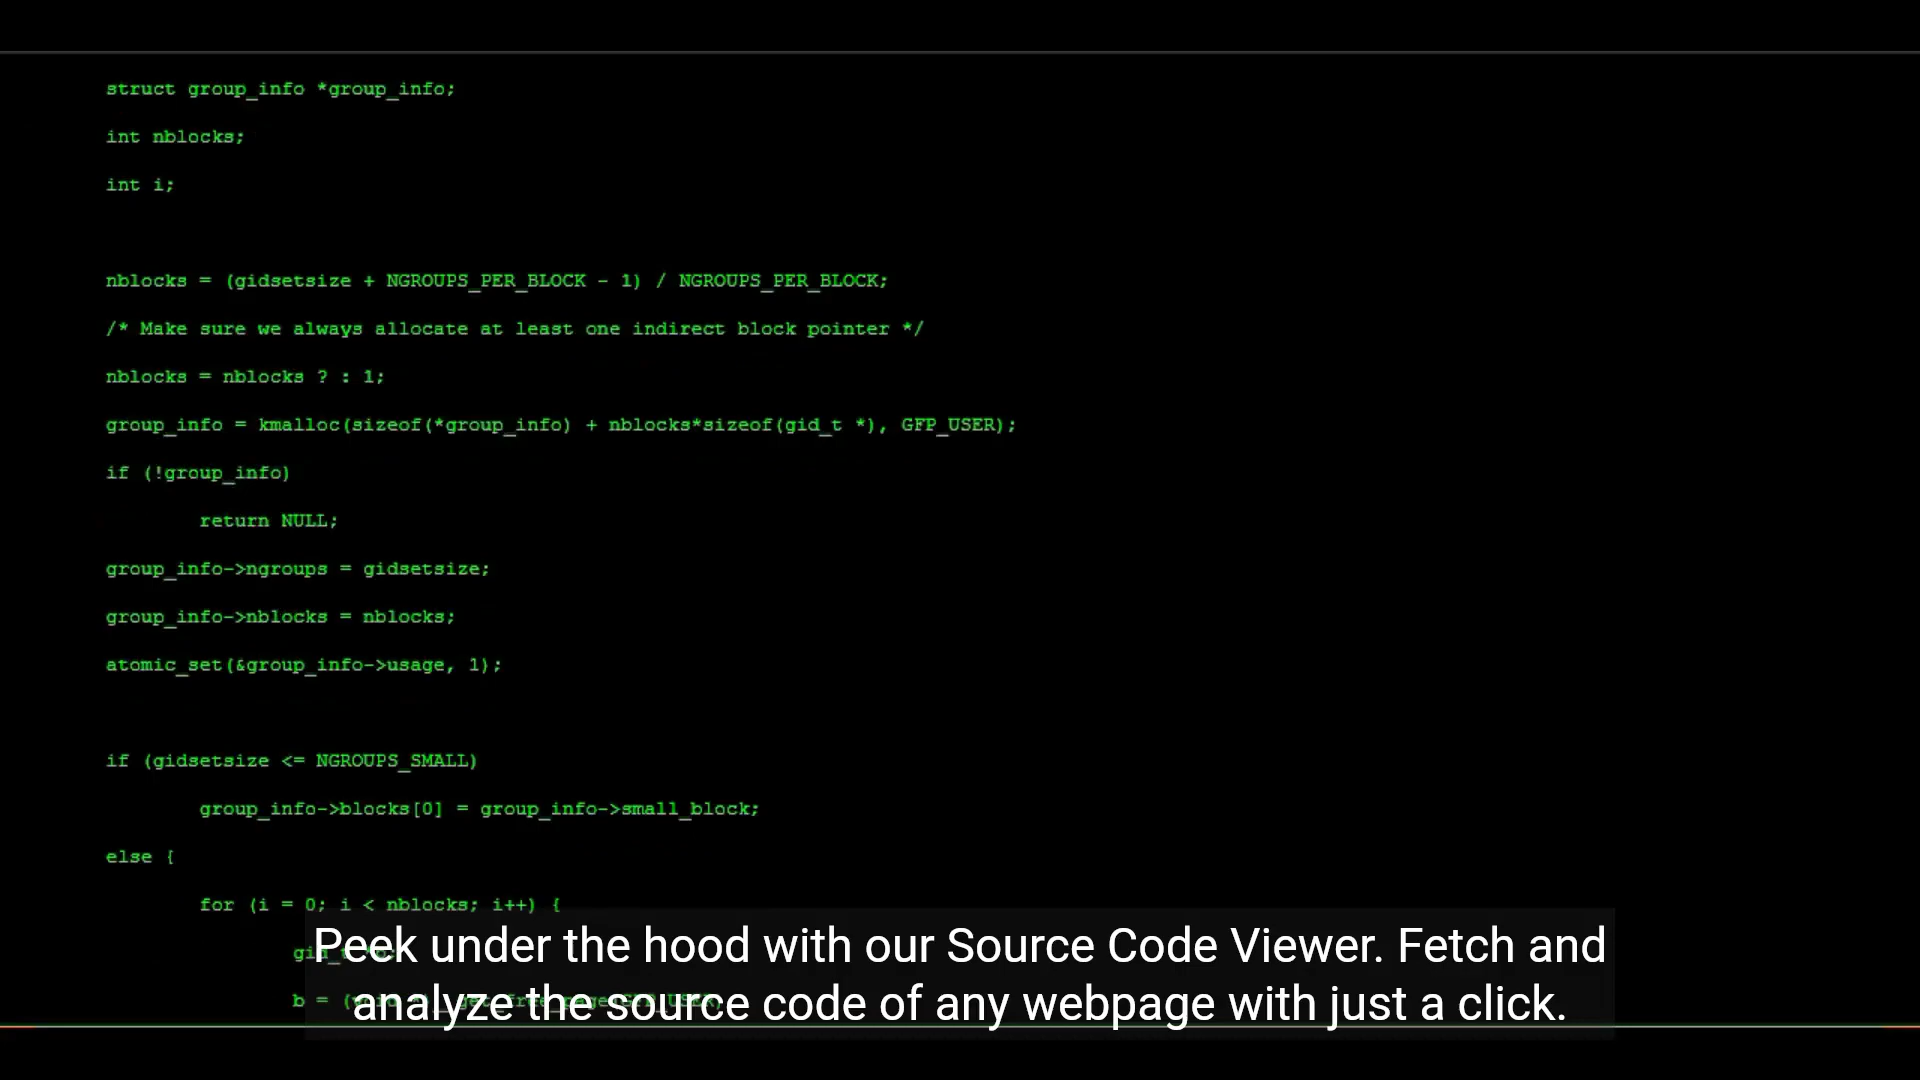 struct group_info *group_info;
int nblocks;
int i;
nblocks = (gidsetsize + NGROUPS_PER_BLOCK - 1) / NGROUPS_PER_BLOCK;
/* Make sure we always allocate at least one indirect block pointer */
nblocks = nblocks ? : 1;
group_info = kmalloc(sizeof(*group_info) + nblocks*sizeof(gid_t *), GFP_USER);
if (!group_info)
return NULL;
group_info->ngroups = gidsetsize;
group_info->nblocks = nblocks;
atomic_set(&group_info->usage, 1);
if (gidsetsize <= NGROUPS_SMALL)
group_info->blocks[0] = group_info->small_block;
else {
for (i = 0; i < nblocks; i++) {
b =
Peek under the hood with our Source Code Viewer. Fetch and
analyze the source code of any webpage with just a click.